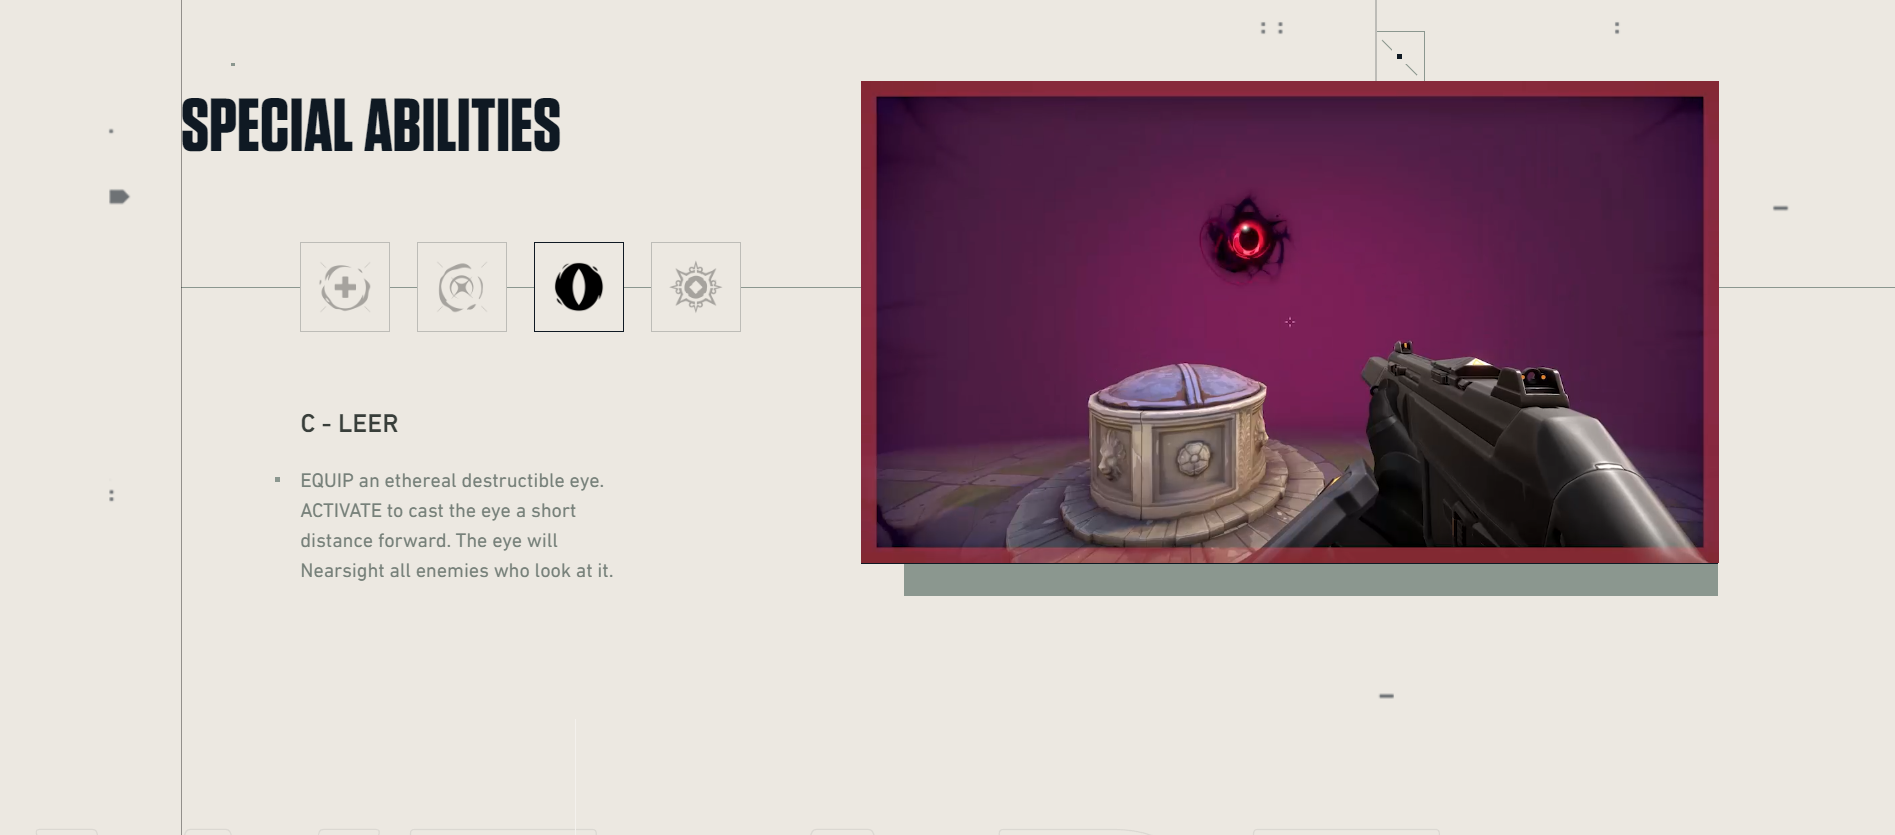 SPECIAL ABILITIES
C - LEER
EQUIP an ethereal destructible eye.
ACTIVATE to cast the eye a short
distance forward. The eye will
Nearsight all enemies who look at it.